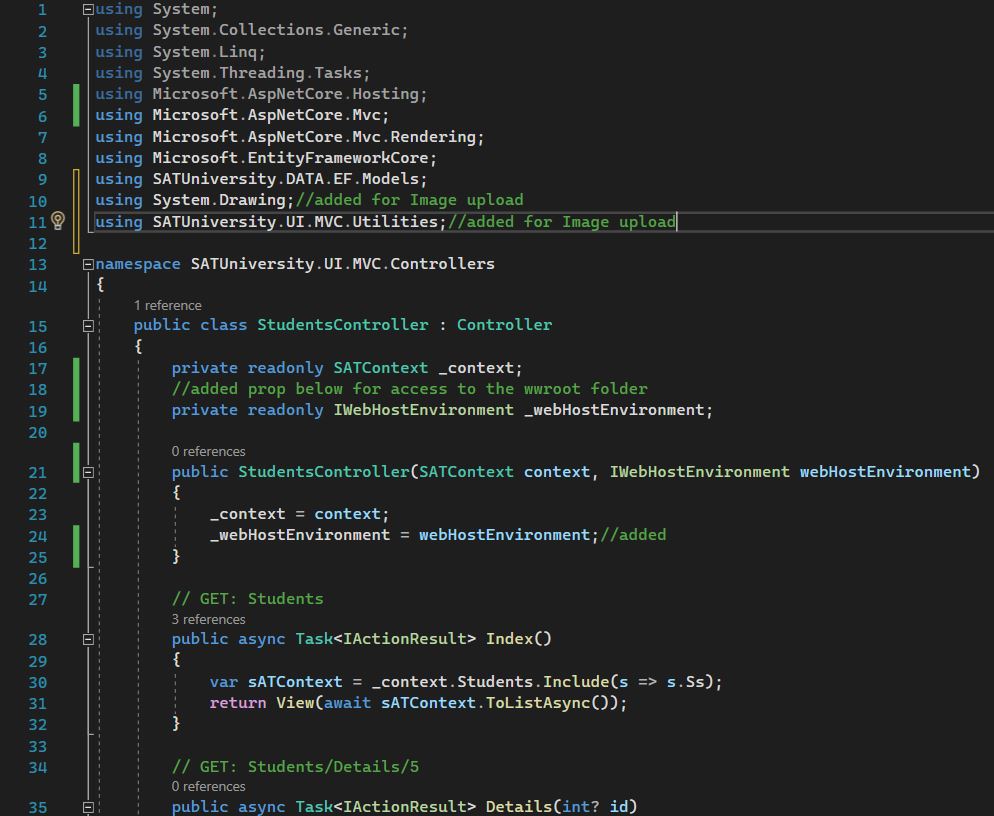 1 using System;
2 using System.Collections.Generic;
3 using System.Linq;
4 using System.Threading.Tasks;
5 using Microsoft.AspNetCore.Hosting;
6 using Microsoft.AspNetCore.Mvc;
7 using Microsoft.AspNetCore.Mvc.Rendering;
8 using Microsoft.EntityFrameworkCore;
9 using SATUniversity.DATA.EF.Models;
10 using System.Drawing;//added for Image upload
11 using SATUniversity.UI.MVC.Utilities;//added for Image upload
12
13 namespace SATUniversity.UI.MVC.Controllers
14 {
1 reference
15 public class StudentsController : Controller
16 {
17 private readonly SATContext _context;
18 //added prop below for access to the wwroot folder
19 private readonly IWebHostEnvironment _webHostEnvironment;
20
0 references
21 public StudentsController(SATContext context, IWebHostEnvironment webHostEnvironment)
22 {
23 _context = context;
24 _webHostEnvironment = webHostEnvironment;//added
25 }
26
27 // GET: Students
3 references
28 public async Task<IActionResult> Index()
29 {
30 var sATContext = _context.Students.Include(s => s.Ss);
31 return View(await sATContext.ToListAsync());
32 }
33
34 // GET: Students/Details/5
0 references
35 public async Task<IActionResult> Details(int? id)